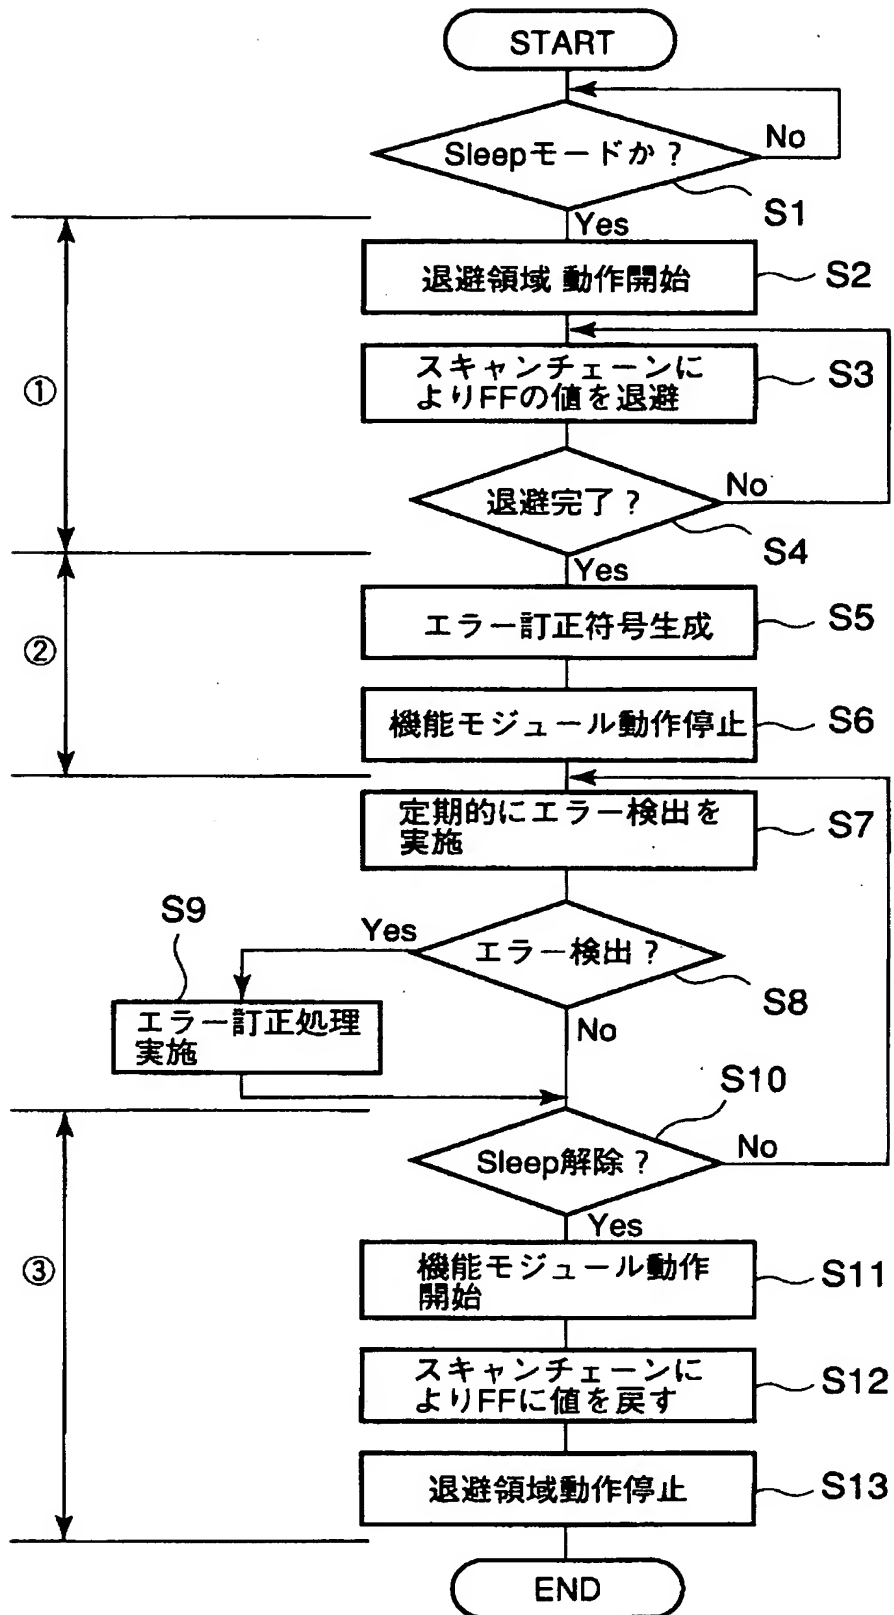 START
Sleepモードか？
No
S1
Yes
退避領域 動作開始
S2
①
スキャンチェーンに
よりFFの値を退避
S3
退避完了？
No
S4
Yes
②
エラー訂正符号生成
S5
機能モジュール動作停止
S6
定期的にエラー検出を
実施
S7
エラー検出？
Yes
S8
No
S9
エラー訂正処理
実施
S10
Sleep解除？
No
Yes
③
機能モジュール動作
開始
S11
スキャンチェーンに
よりFFに値を戻す
S12
退避領域動作停止
S13
END